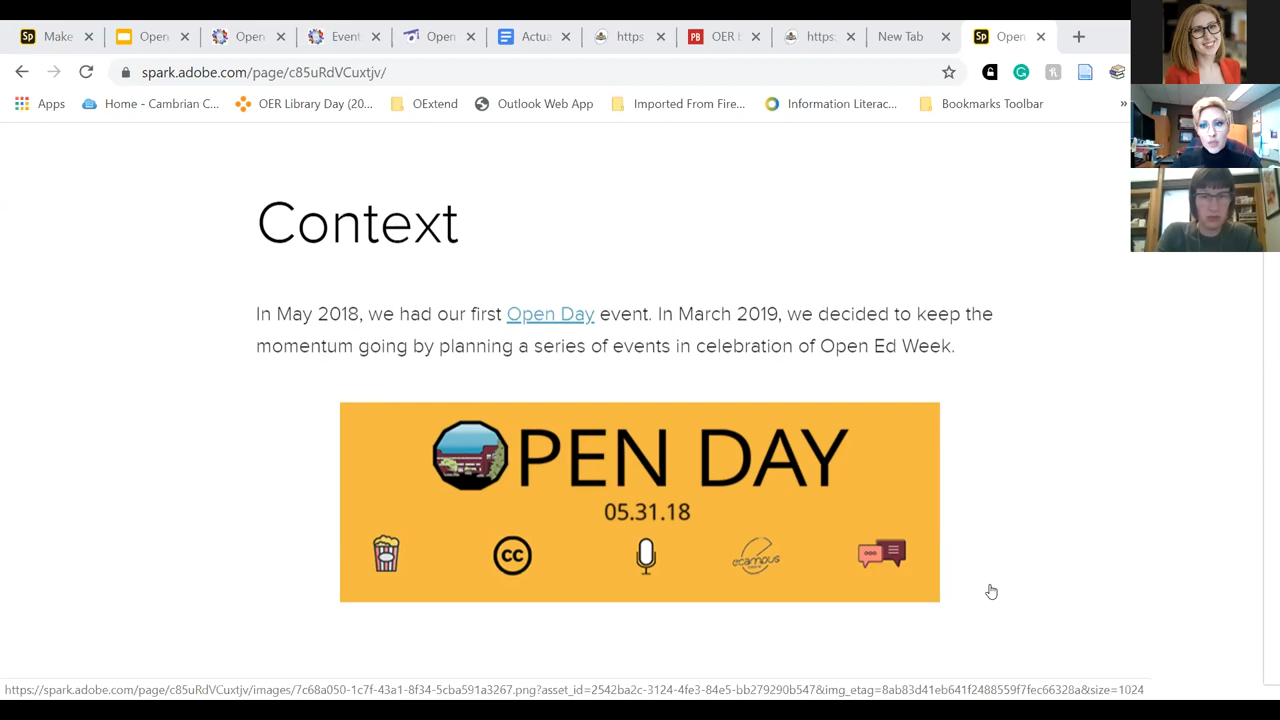 Make
Open
Open
Event
Open
Actua
https
OER b
https:
New Tab
Open
spark.adobe.com/page/c85uRdVCuxtjv/
Apps
Home - Cambrian C...
OER Library Day (20...
OExtend
Outlook Web App
Imported From Fire...
Information Literac...
Bookmarks Toolbar
»
Context
In May 2018, we had our first Open Day event. In March 2019, we decided to keep the
momentum going by planning a series of events in celebration of Open Ed Week.
OPEN DAY
05.31.18
cc
ecampus
https://spark.adobe.com/page/c85uRdVCuxtjv/images/7c68a050-1c7f-43a1-8f34-5cba591a3267.png?asset_id=2542ba2c-3124-4fe3-84e5-bb279290b547&img_etag=8ab83d41eb641f2488559f7fec66328a&size=1024